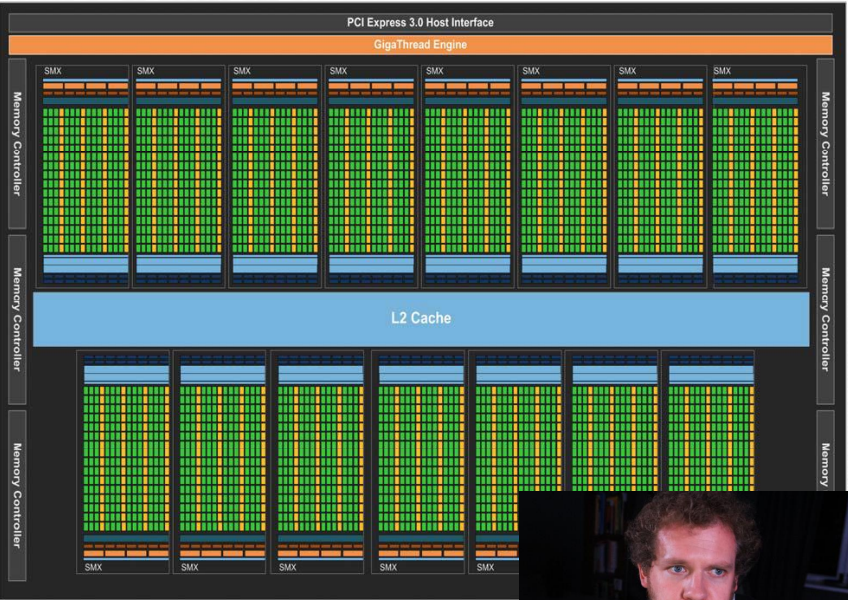 PCI Express 3.0 Host Interface
GigaThread Engine
SMX SMX SMX SMX SMX SMX SMX SMX
Memory Controller
Memory Controller
Memory Controller
Memory Controller
L2 Cache
Memory Controller
Memory
SMX SMX SMX SMX SMX